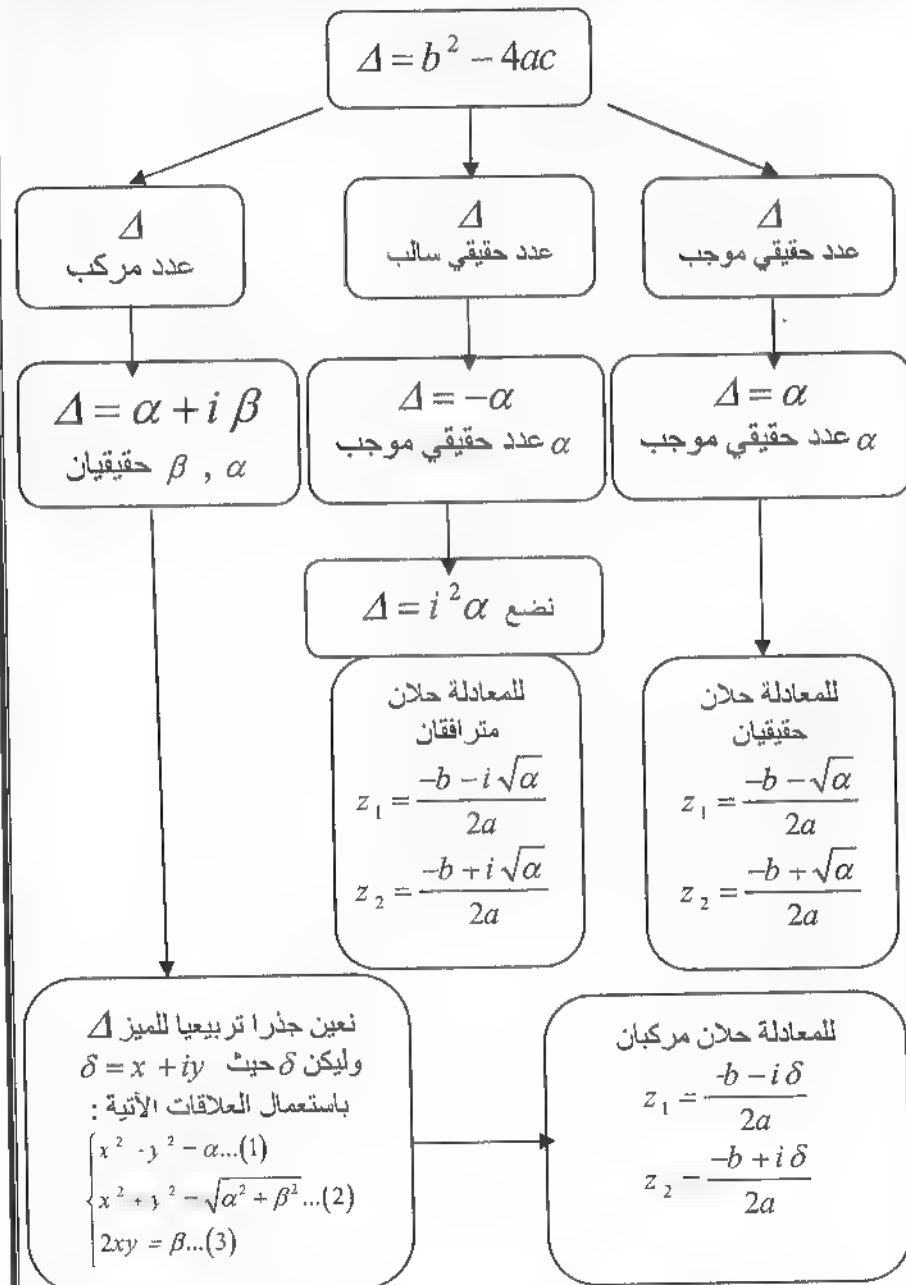 Δ = b² − 4ac
Δ
عدد حقيقي موجب
Δ
عدد حقيقي سالب
Δ
عدد مركب
Δ = α
α عدد حقيقي موجب
Δ = −α
α عدد حقيقي موجب
Δ = α + i β
α , β حقيقيان
نضع Δ = i²α
للمعادلة حلان
حقيقيان
z₁ = (−b − √α) / 2a
z₂ = (−b + √α) / 2a
للمعادلة حلان
مترافقان
z₁ = (−b − i√α) / 2a
z₂ = (−b + i√α) / 2a
نعين جذرا تربيعيا للميز Δ
وليكن δ حيث δ = x + iy
باستعمال العلاقات الأتية :
x² - y² − α...(1)
x² + y² − √(α² + β²)...(2)
2xy = β...(3)
للمعادلة حلان مركبان
z₁ = (-b − iδ) / 2a
z₂ − (−b + iδ) / 2a